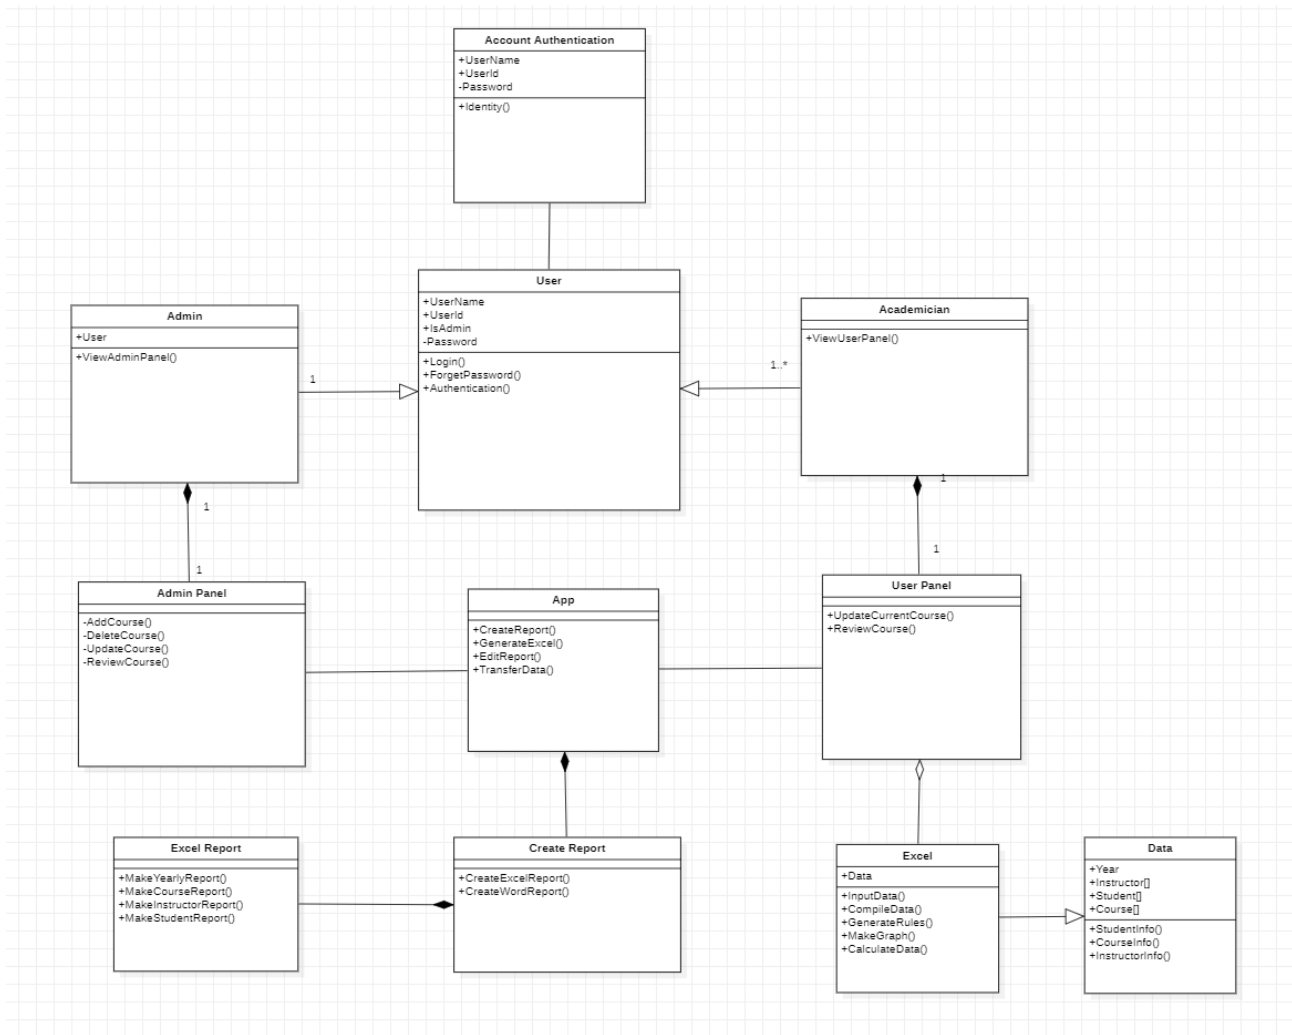 Account Authentication
+UserName
+UserId
-Password
+Identity()
User
+UserName
+UserId
+IsAdmin
-Password
+Login()
+ForgetPassword()
+Authentication()
Admin
+User
+ViewAdminPanel()
1
Academician
+ViewUserPanel()
1..*
1
1
1
1
Admin Panel
-AddCourse()
-DeleteCourse()
-UpdateCourse()
-ReviewCourse()
App
+CreateReport()
+GenerateExcel()
+EditReport()
+TransferData()
User Panel
+UpdateCurrentCourse()
+ReviewCourse()
Excel Report
+MakeYearlyReport()
+MakeCourseReport()
+MakeInstructorReport()
+MakeStudentReport()
Create Report
+CreateExcelReport()
+CreateWordReport()
Excel
+Data
+InputData()
+CompileData()
+GenerateRules()
+MakeGraph()
+CalculateData()
Data
+Year
+Instructor[]
+Student[]
+Course[]
+StudentInfo()
+CourseInfo()
+InstructorInfo()